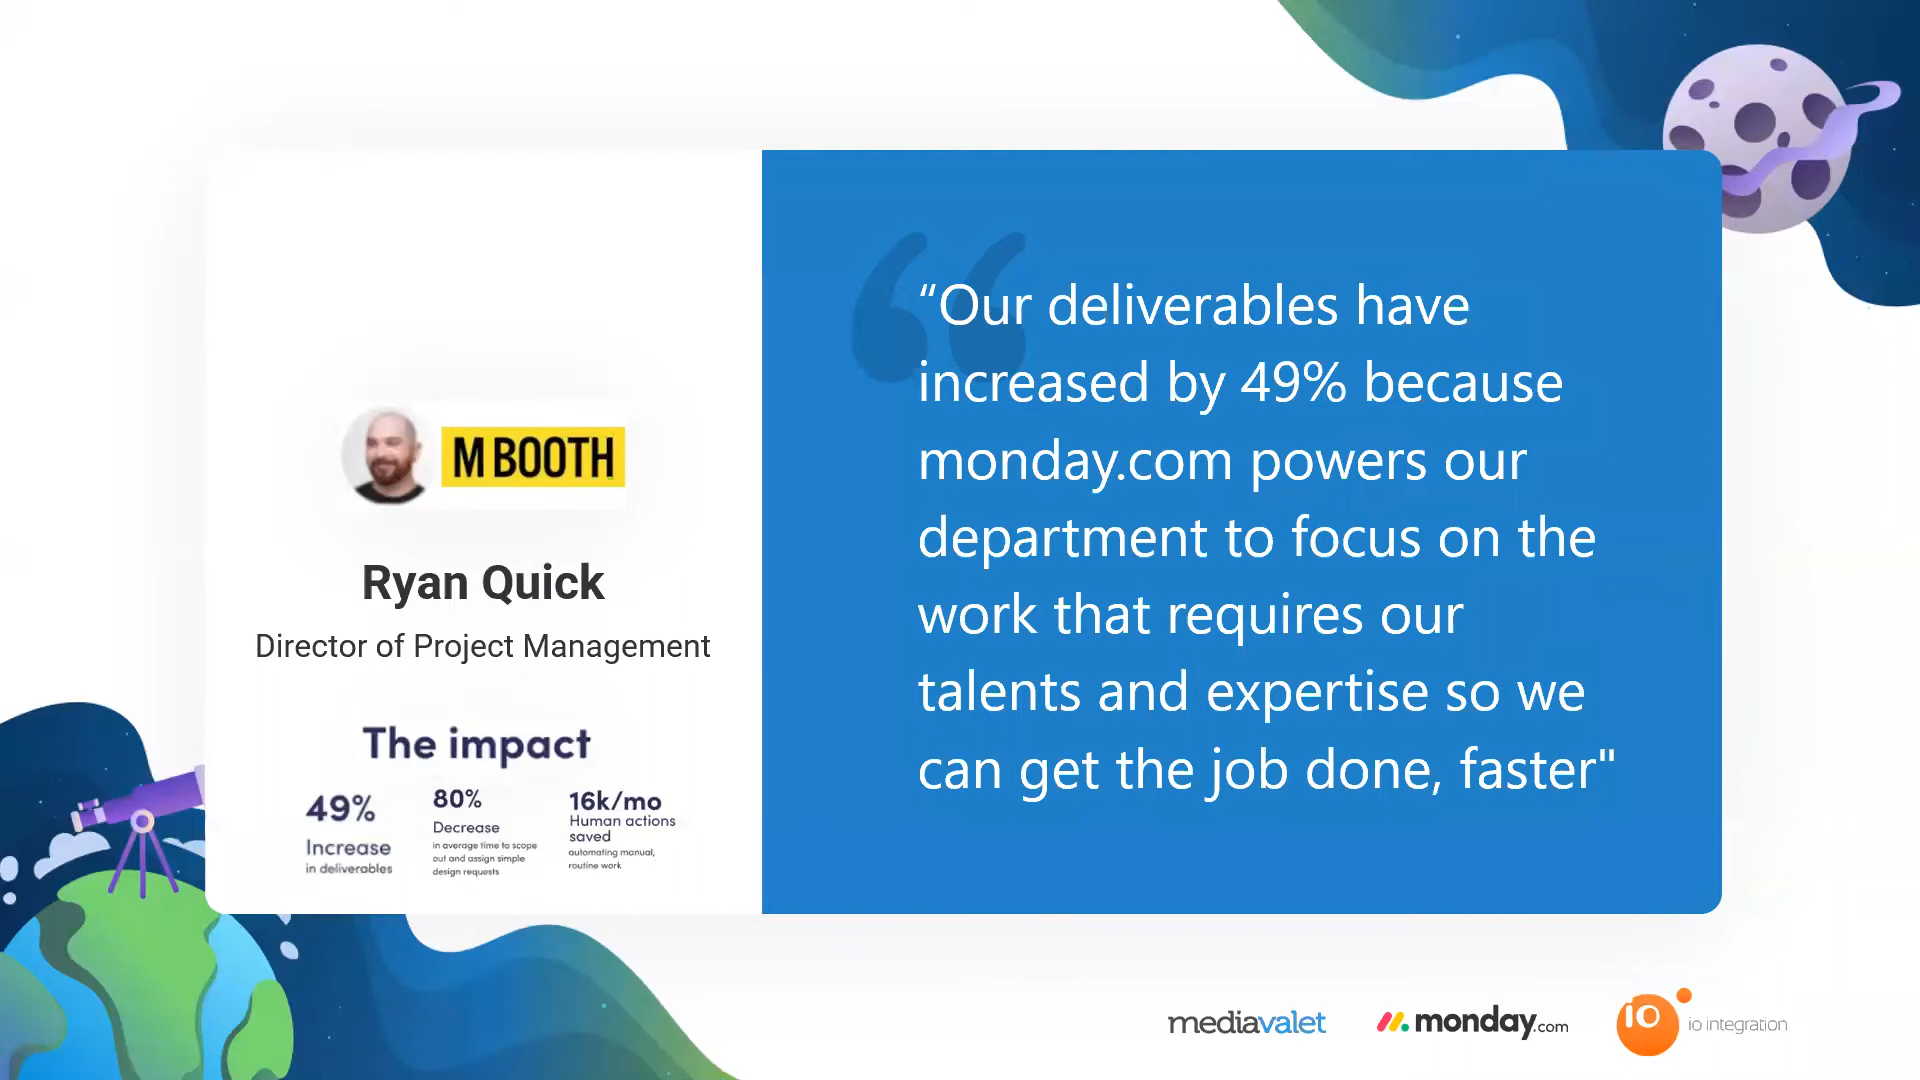 M BOOTH
Ryan Quick
Director of Project Management
The impact
49%
Increase
in deliverables
80%
Decrease
in average time to scope
out and assign simple
design requests
16k/mo
Human actions
saved
automating manual,
routine work
“Our deliverables have
increased by 49% because
monday.com powers our
department to focus on the
work that requires our
talents and expertise so we
can get the job done, faster"
mediavalet
monday.com
io
io integration